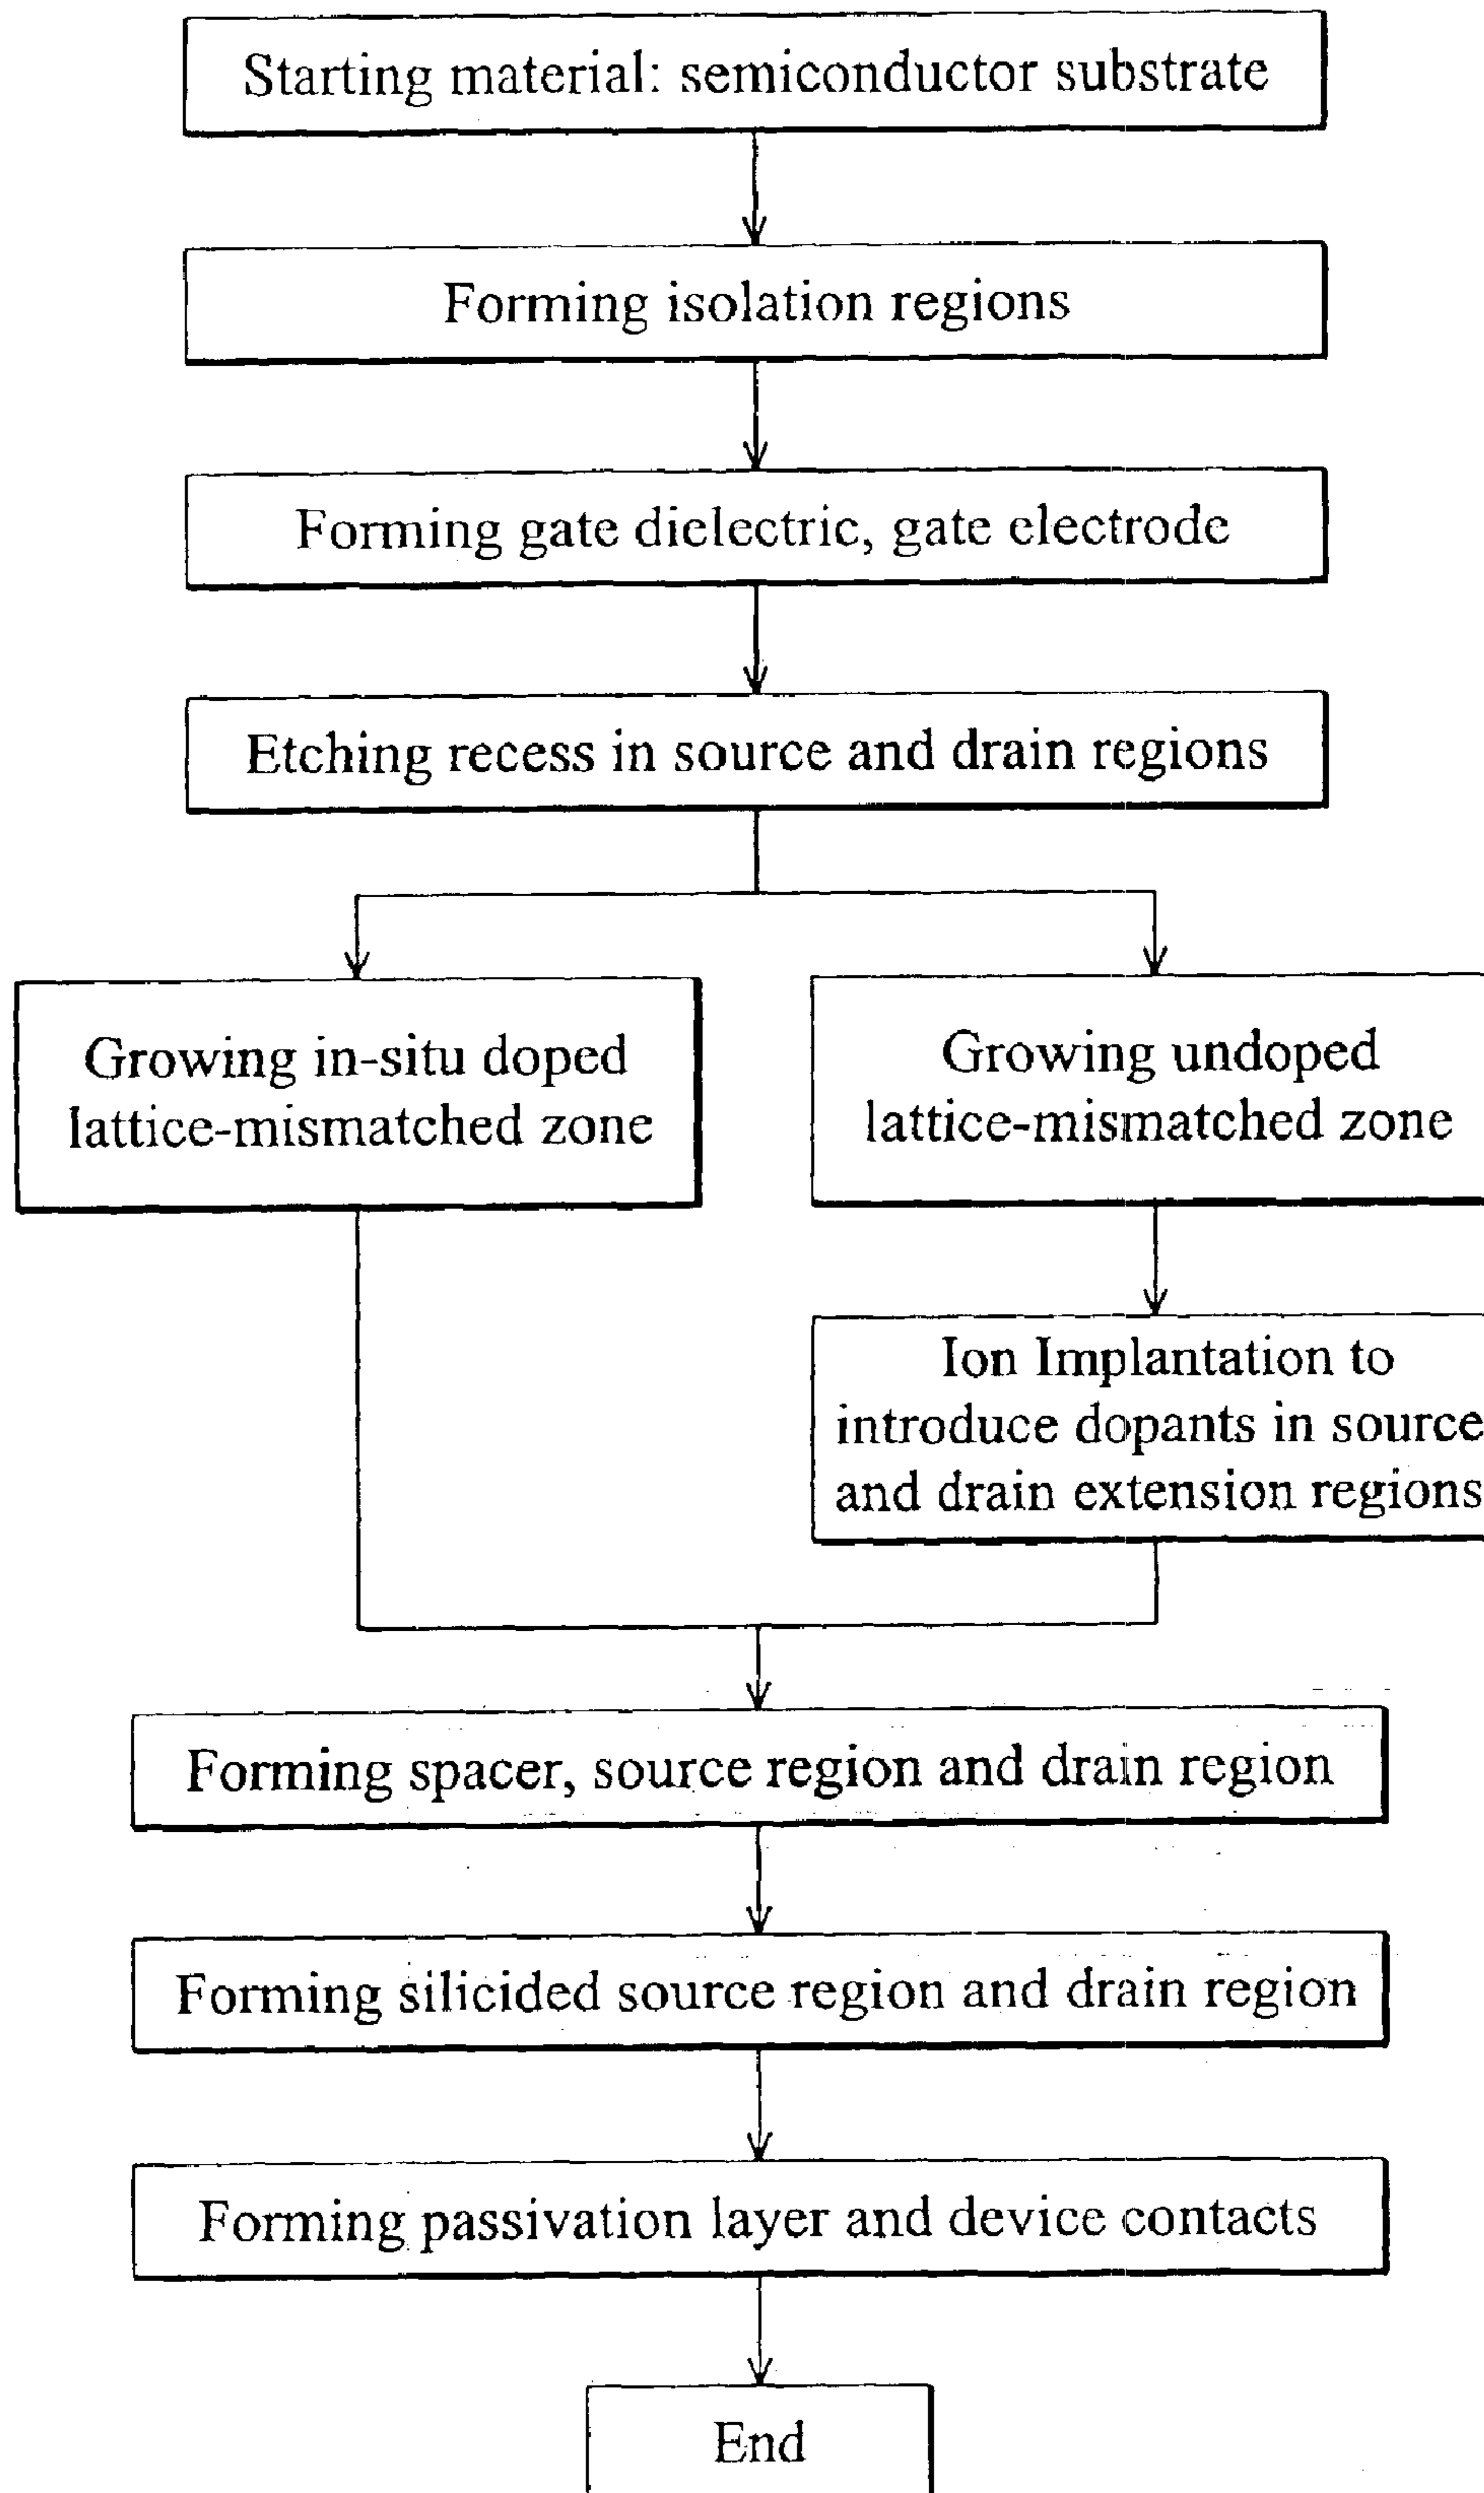 Starting material: semiconductor substrate
Forming isolation regions
Forming gate dielectric, gate electrode
Etching recess in source and drain regions
Growing in-situ doped
lattice-mismatched zone
Growing undoped
lattice-mismatched zone
Ion Implantation to
introduce dopants in source
and drain extension regions
Forming spacer, source region and drain region
Forming silicided source region and drain region
Forming passivation layer and device contacts
End